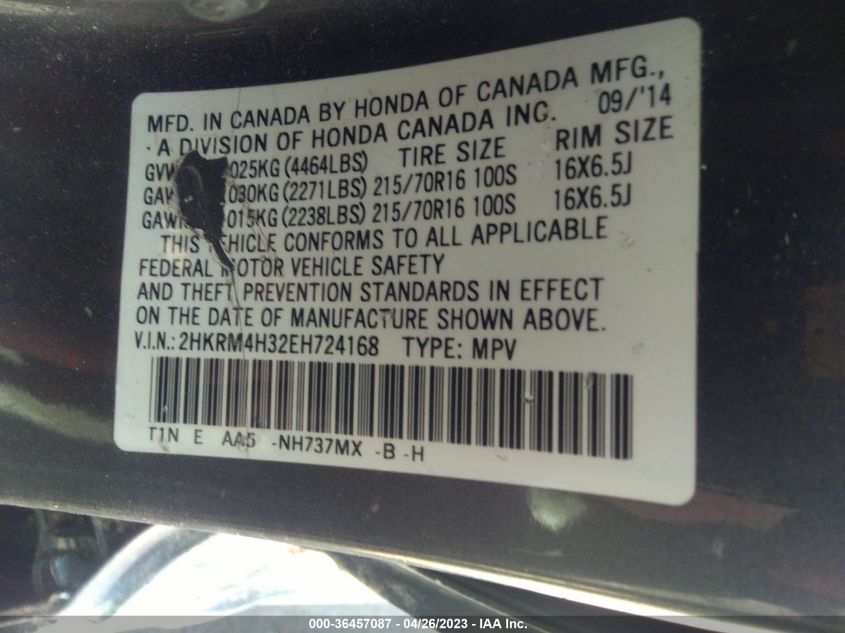 MFD. IN CANADA BY HONDA OF CANADA MFG.,
- A DIVISION OF HONDA CANADA INC. 09/'14
025KG (4464LBS) TIRE SIZE RIM SIZE
1030KG (2271LBS) 215/70R16 100S 16X6.5J
015KG (2238LBS) 215/70R16 100S 16X6.5J
THIS VEHICLE CONFORMS TO ALL APPLICABLE
FEDERAL MOTOR VEHICLE SAFETY
AND THEFT PREVENTION STANDARDS IN EFFECT
ON THE DATE OF MANUFACTURE SHOWN ABOVE.
V.I.N.: 2HKRM4H32EH724168 TYPE: MPV
T1N E AA5 -NH737MX -B -H
000-36457087 - 04/26/2023 - IAA Inc.